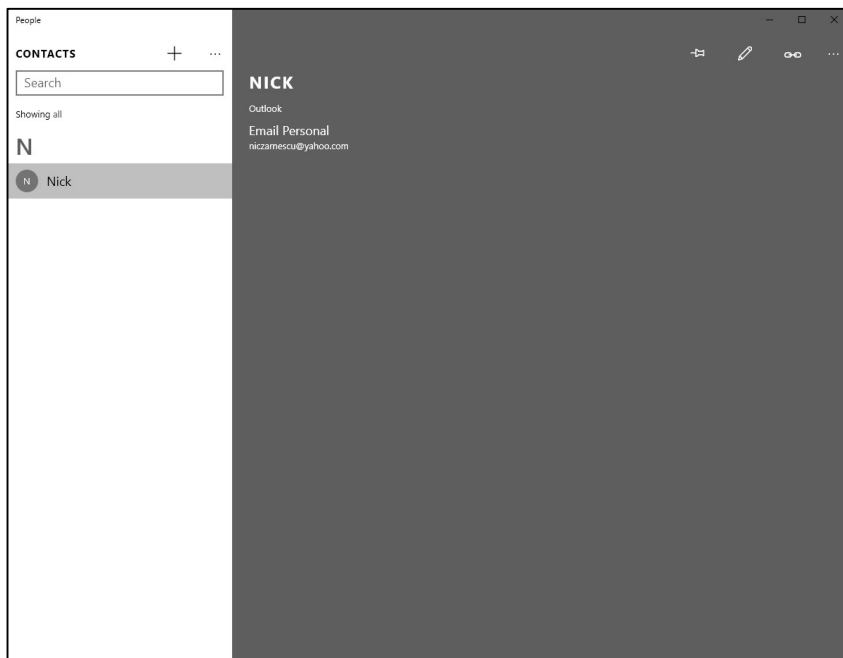 People
CONTACTS
Search
Showing all
N
N Nick
NICK
Outlook
Email Personal
niczarnescu@yahoo.com